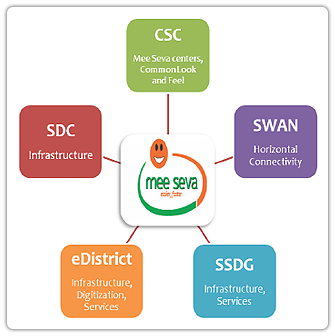 CSC
Mee Seva centers,
Common Look
and Feel
SDC
Infrastructure
SWAN
Horizontal
Connectivity
mee seva
eDistrict
Infrastructure,
Digitization,
Services
SSDG
Infrastructure,
Services